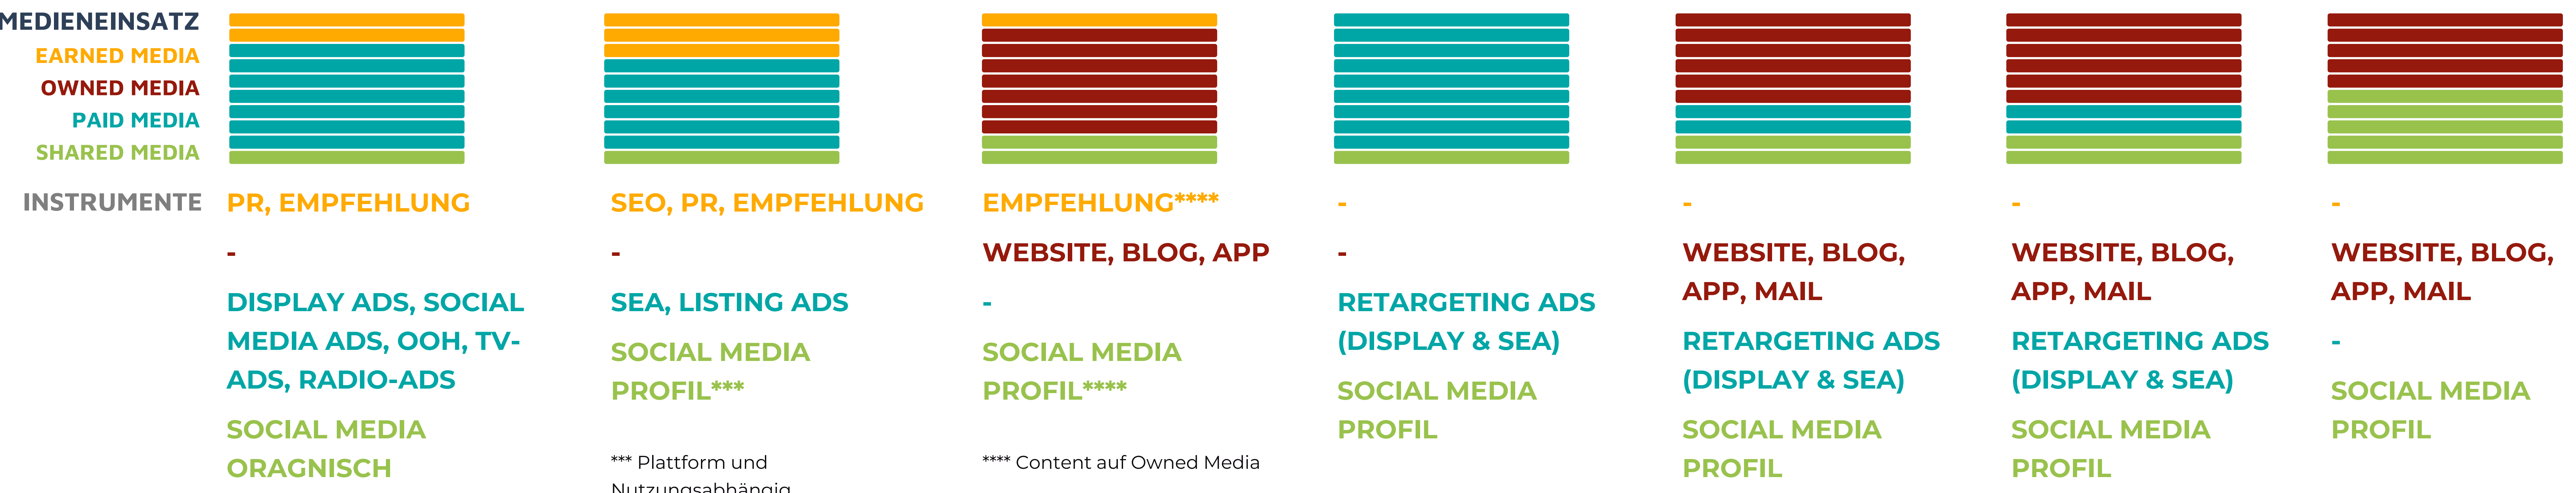 MEDIENEINSATZ
EARNED MEDIA
OWNED MEDIA
PAID MEDIA
SHARED MEDIA
INSTRUMENTE
PR, EMPFEHLUNG
-
DISPLAY ADS, SOCIAL
MEDIA ADS, OOH, TV-
ADS, RADIO-ADS
SOCIAL MEDIA
ORAGNISCH
SEO, PR, EMPFEHLUNG
-
SEA, LISTING ADS
SOCIAL MEDIA
PROFIL***
*** Plattform und
Nutzungsabhängig
EMPFEHLUNG****
WEBSITE, BLOG, APP
-
SOCIAL MEDIA
PROFIL****
**** Content auf Owned Media
-
-
RETARGETING ADS
(DISPLAY & SEA)
SOCIAL MEDIA
PROFIL
-
WEBSITE, BLOG,
APP, MAIL
RETARGETING ADS
(DISPLAY & SEA)
SOCIAL MEDIA
PROFIL
-
WEBSITE, BLOG,
APP, MAIL
RETARGETING ADS
(DISPLAY & SEA)
SOCIAL MEDIA
PROFIL
-
WEBSITE, BLOG,
APP, MAIL
-
SOCIAL MEDIA
PROFIL